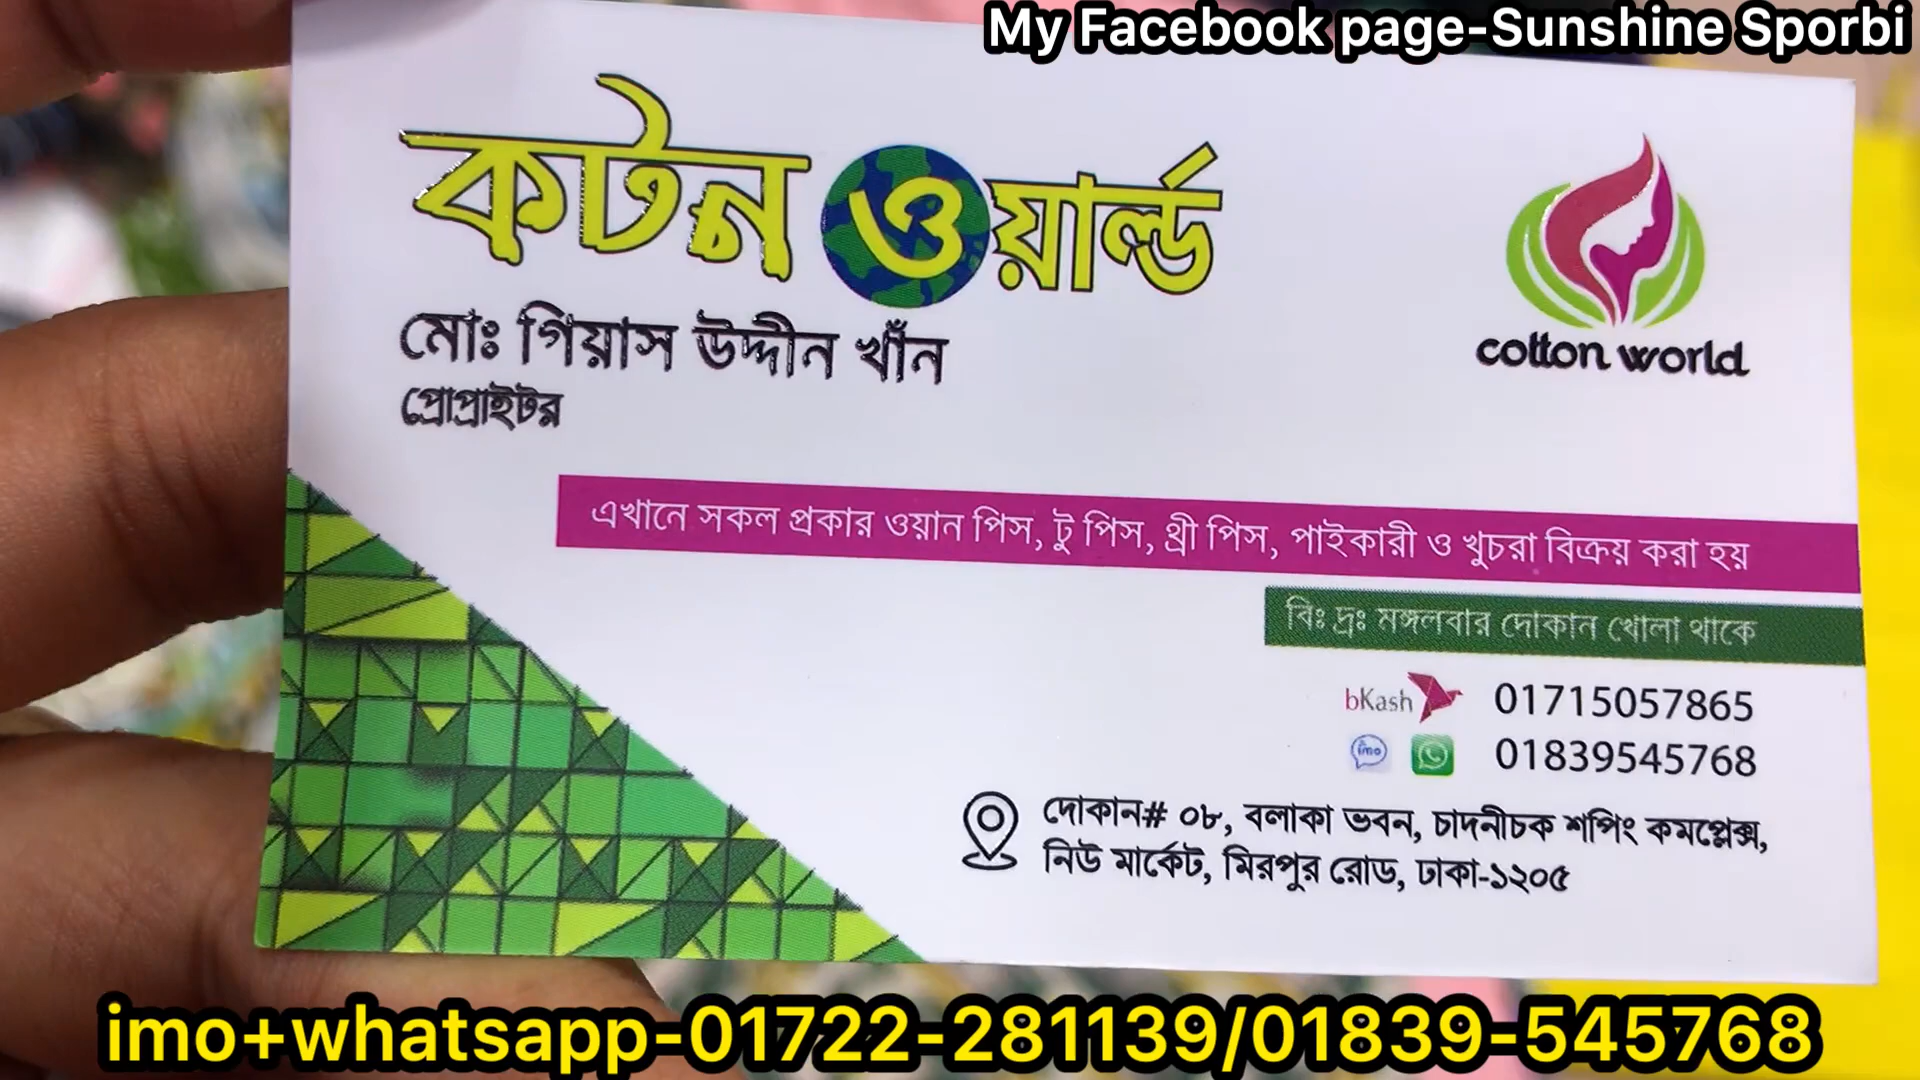 My Facebook page-Sunshine Sporbi
কটন ওয়ার্ল্ড
cotton world
মোঃ গিয়াস উদ্দীন খাঁন
প্রোপ্রাইটর
এখানে সকল প্রকার ওয়ান পিস, টু পিস, থ্রী পিস, পাইকারী ও খুচরা বিক্রয় করা হয়
বিঃ দ্রঃ মঙ্গলবার দোকান খোলা থাকে
bKash 01715057865
imo 01839545768
দোকান# ০৮, বলাকা ভবন, চাদনীচক শপিং কমপ্লেক্স,
নিউ মার্কেট, মিরপুর রোড, ঢাকা-১২০৫
imo+whatsapp-01722-281139/01839-545768